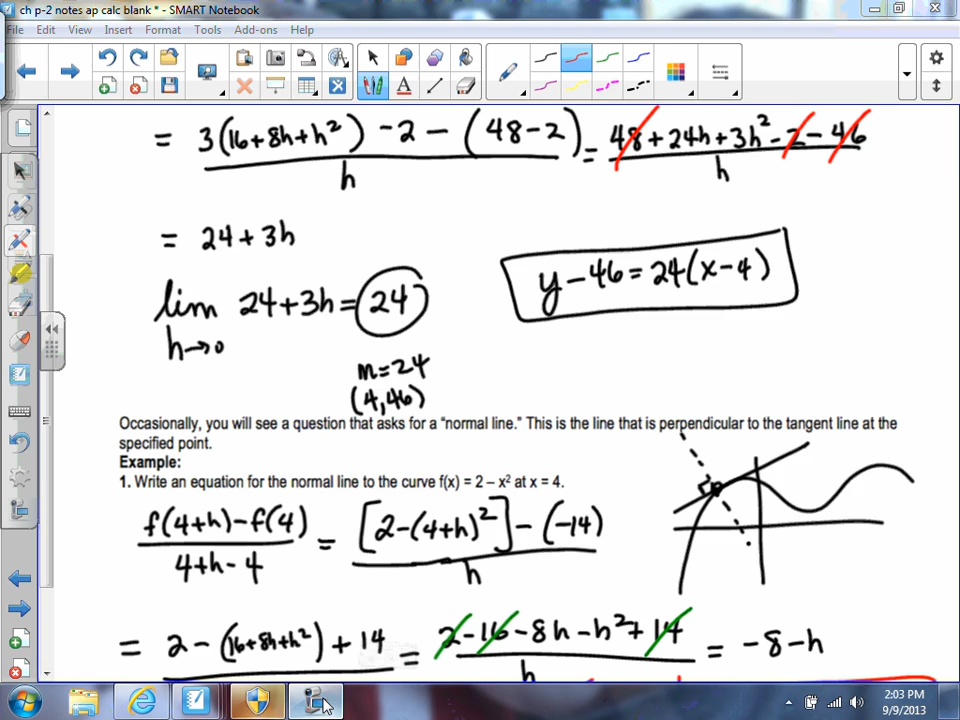 ch p-2 notes ap calc blank * - SMART Notebook
File Edit View Insert Format Tools Add-ons Help
= 3(16+8h+h²) -2 - (48-2) / h = 48 + 24h + 3h² - 2 - 46 / h
= 24+3h
y-46=24(x-4)
lim 24+3h = 24
h→0
m=24
(4,46)
Occasionally, you will see a question that asks for a “normal line.” This is the line that is perpendicular to the tangent line at the
specified point.
Example:
1. Write an equation for the normal line to the curve f(x) = 2 – x² at x = 4.
f(4+h)-f(4) / 4+h-4 = [2-(4+h)²] - (-14) / h
= 2 - (16+8h+h²) + 14 = 2-16-8h-h²+14 / h = -8-h
2:03 PM
9/9/2013